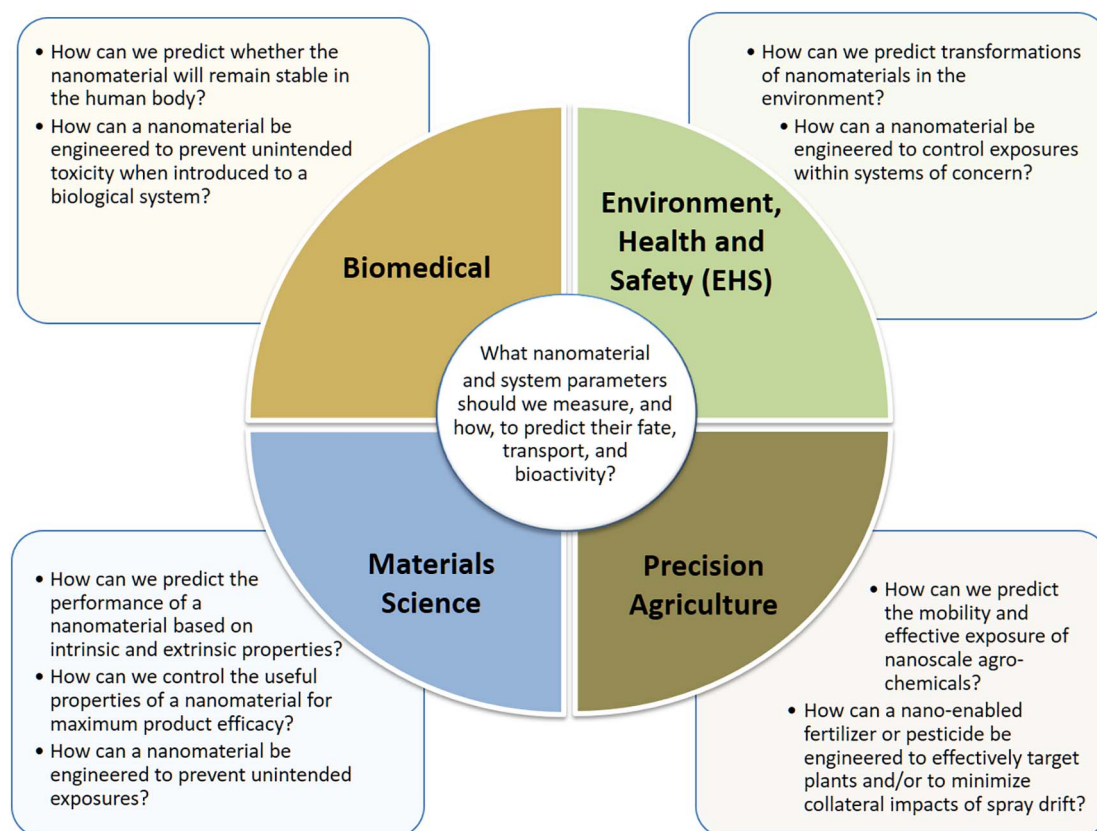 • How can we predict whether the
nanomaterial will remain stable in
the human body?
• How can a nanomaterial be
engineered to prevent unintended
toxicity when introduced to a
biological system?
• How can we predict transformations
of nanomaterials in the
environment?
• How can a nanomaterial be
engineered to control exposures
within systems of concern?
Biomedical
Environment,
Health and
Safety (EHS)
What nanomaterial
and system parameters
should we measure, and
how, to predict their fate,
transport, and
bioactivity?
Materials
Science
Precision
Agriculture
• How can we predict the
performance of a
nanomaterial based on
intrinsic and extrinsic properties?
• How can we control the useful
properties of a nanomaterial for
maximum product efficacy?
• How can a nanomaterial be
engineered to prevent unintended
exposures?
• How can we predict
the mobility and
effective exposure of
nanoscale agro-
chemicals?
• How can a nano-enabled
fertilizer or pesticide be
engineered to effectively target
plants and/or to minimize
collateral impacts of spray drift?